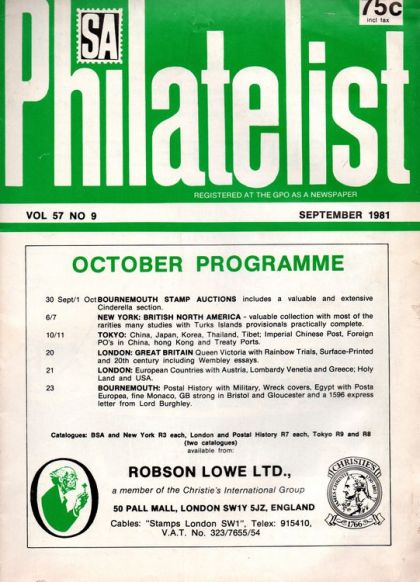 75c
incl tax
SA
Philatelist
REGISTERED AT THE GPO AS A NEWSPAPER
VOL 57 NO 9 SEPTEMBER 1981
OCTOBER PROGRAMME
30 Sept/1 Oct BOURNEMOUTH STAMP AUCTIONS includes a valuable and extensive
Cinderella section.
6/7 NEW YORK: BRITISH NORTH AMERICA - valuable collection with most of the
rarities many studies with Turks Islands provisionals practically complete.
10/11 TOKYO: China, Japan, Korea, Thailand, Tibet; Imperial Chinese Post, Foreign
PO's in China, hong Kong and Treaty Ports.
20 LONDON: GREAT BRITAIN Queen Victoria with Rainbow Trials, Surface-Printed
and 20th century including Wembley essays.
21 LONDON: European Countries with Austria, Lombardy Venetia and Greece; Holy
Land and USA.
23 BOURNEMOUTH: Postal History with Military, Wreck covers, Egypt with Posta
Europea, fine Monaco, GB strong in Bristol and Gloucester and a 1596 express
letter from Lord Burghley.
Catalogues: BSA and New York R3 each, London and Postal History R7 each, Tokyo R9 and R8
(two catalogues)
available from:
ROBSON LOWE LTD.,
a member of the Christie's International Group
50 PALL MALL, LONDON SW1Y 5JZ, ENGLAND
Cables: "Stamps London SW1", Telex: 915410,
V.A.T. No. 323/7655/54
CHRISTIE'S
1766